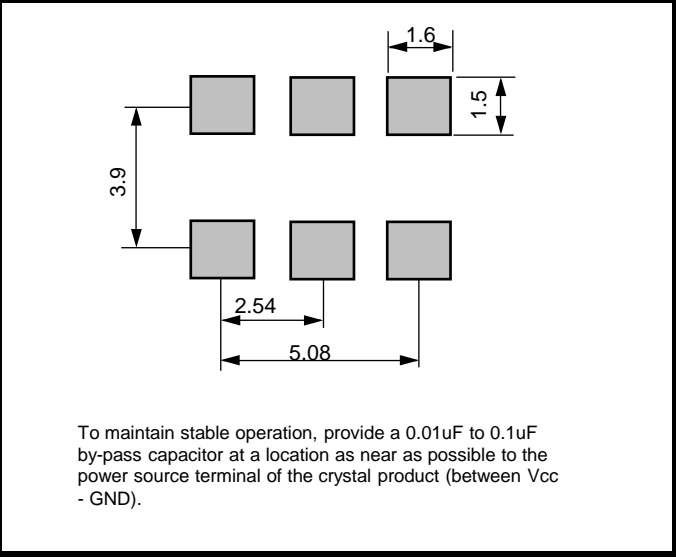 1.6
1.5
3.9
2.54
5.08
To maintain stable operation, provide a 0.01uF to 0.1uF
by-pass capacitor at a location as near as possible to the
power source terminal of the crystal product (between Vcc
- GND).